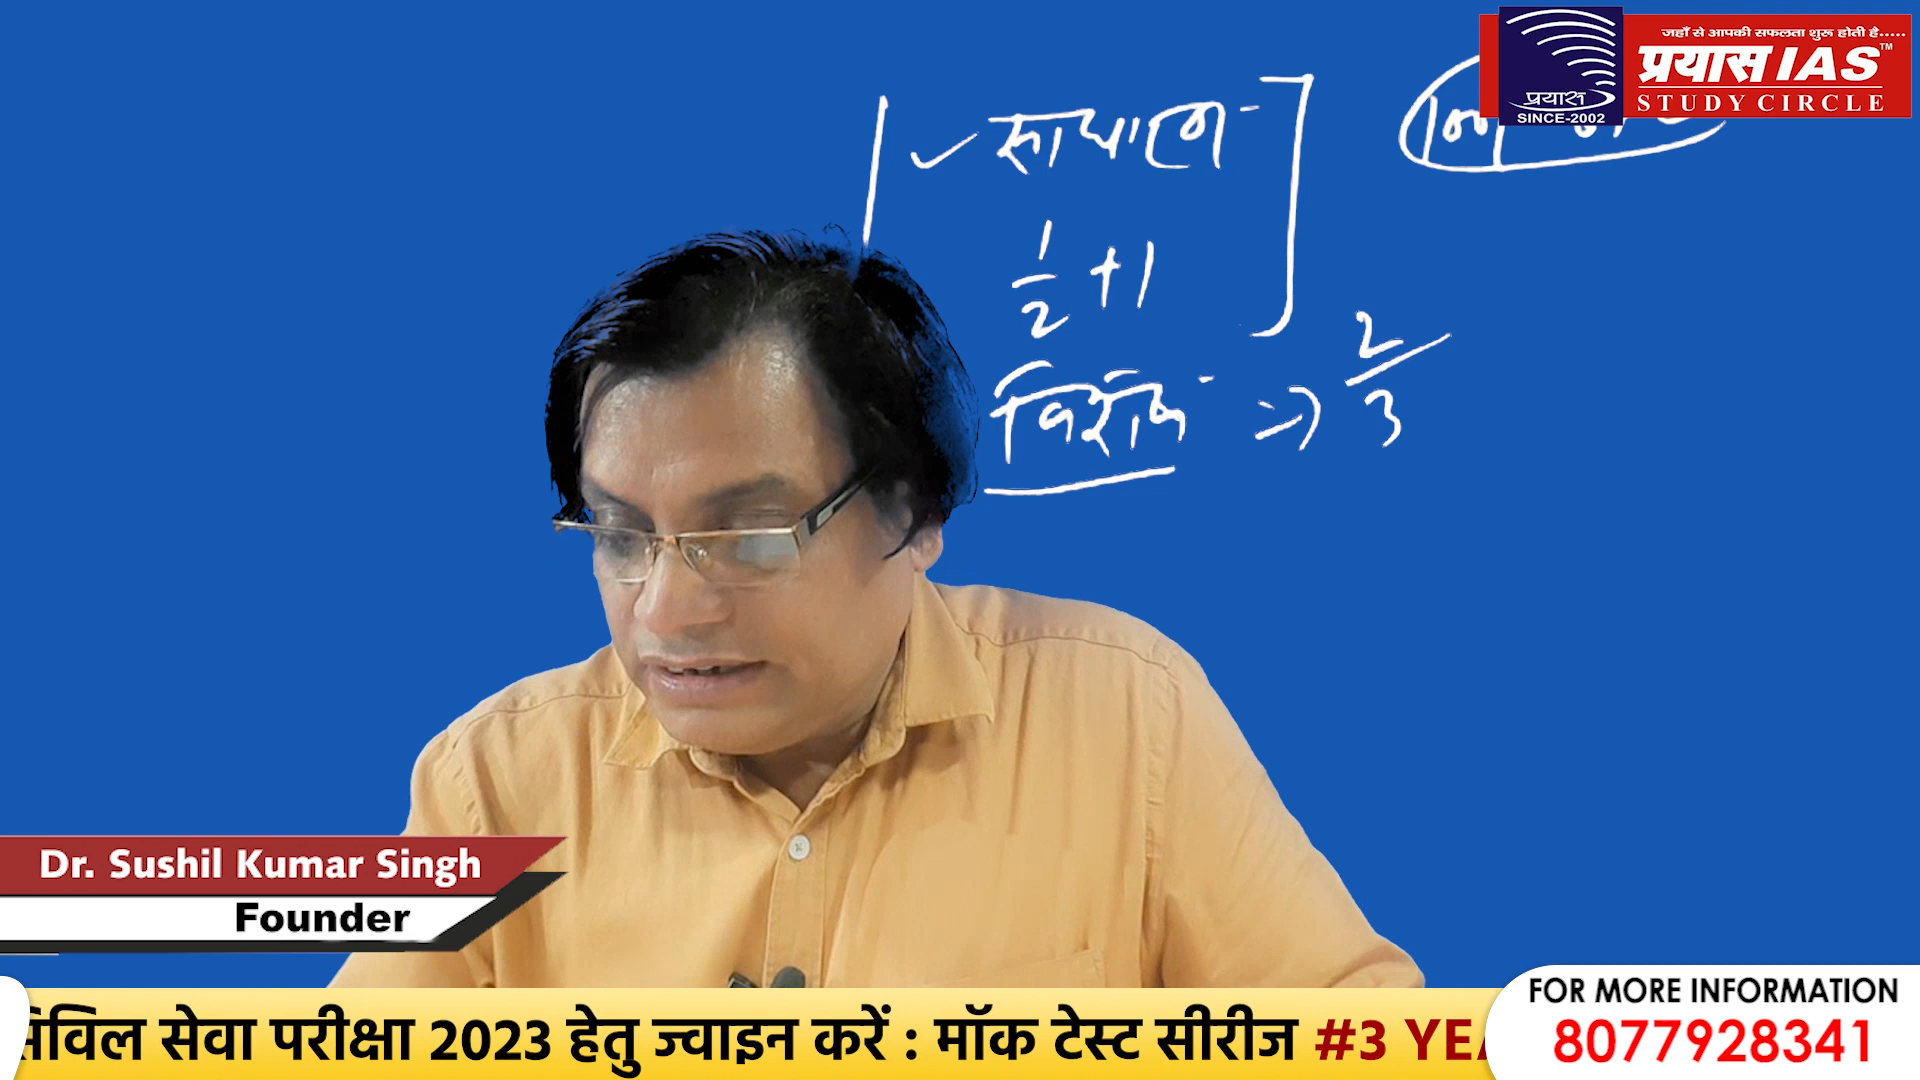 जहाँ से आपकी सफलता शुरू होती है.....
प्रयास IAS™
STUDY CIRCLE
प्रयास
SINCE-2002
साधारण
1/2 +1
विशेष => 2/3
Dr. Sushil Kumar Singh
Founder
सिविल सेवा परीक्षा 2023 हेतु ज्वाइन करें : मॉक टेस्ट सीरीज #3 YEA
FOR MORE INFORMATION
8077928341